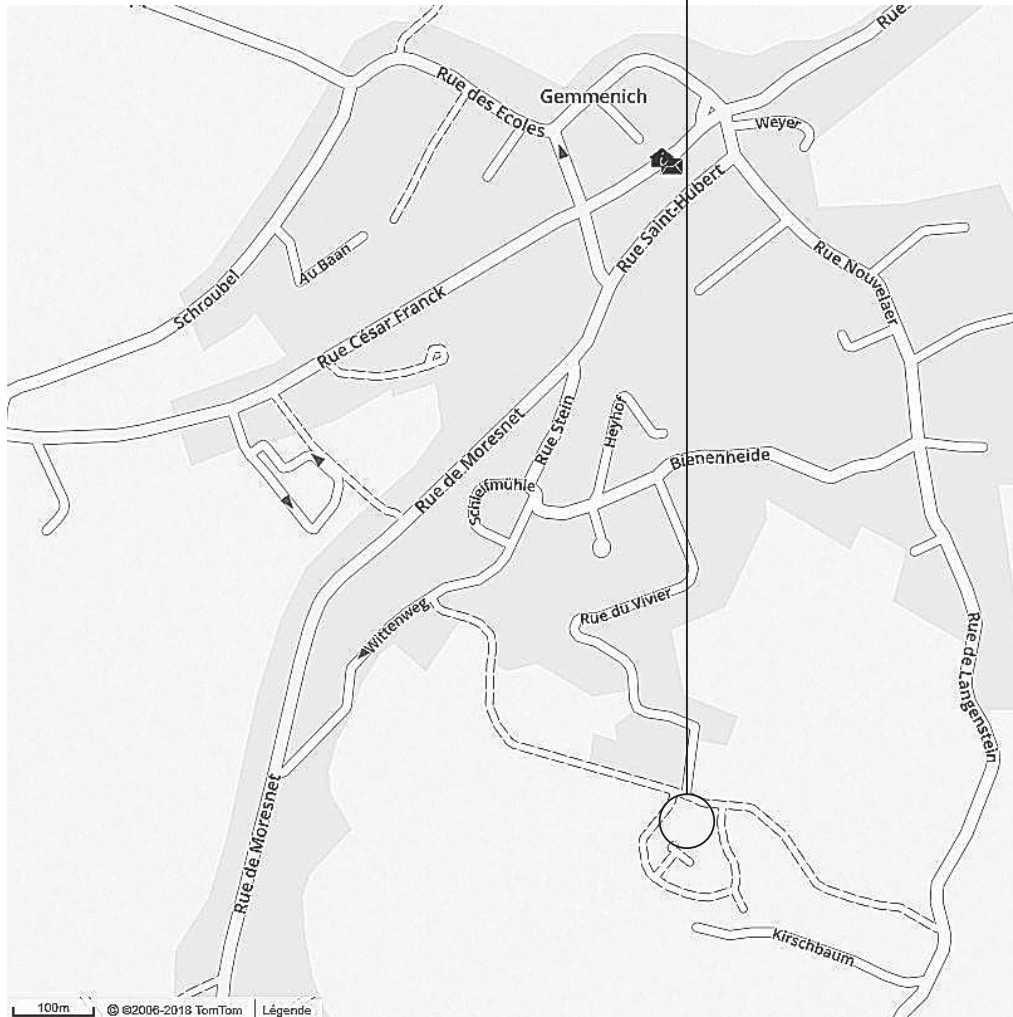 Rue
Rue des Ecoles
Gemmenich
Weyer
Rue Saint-Hubert
Au Baan
Rue Nouvelaer
Schroubel
Rue César Franck
Rue de Moresnet
Rue Stein
Heyhof
Bienenheide
Schleifmühle
Rue du Vivier
Wittenweg
Rue de Langenstein
Rue de Moresnet
Kirschbaum
100m
© ©2006-2018 TomTom
Légende